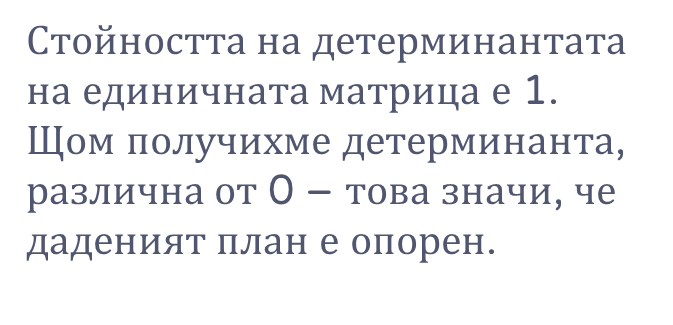 Стойността на детерминантата
на единичната матрица е 1.
Щом получихме детерминанта,
различна от 0 – това значи, че
даденият план е опорен.